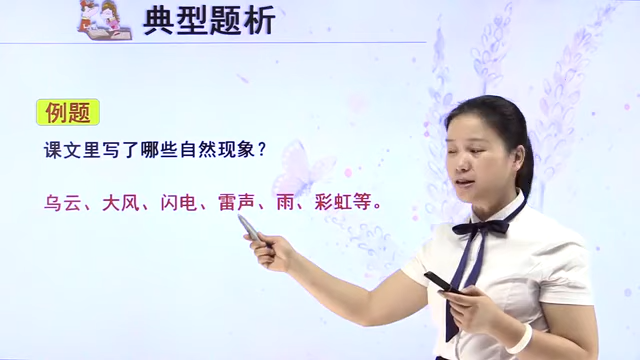 典型题析
例题
课文里写了哪些自然现象？
乌云、大风、闪电、雷声、雨、彩虹等。